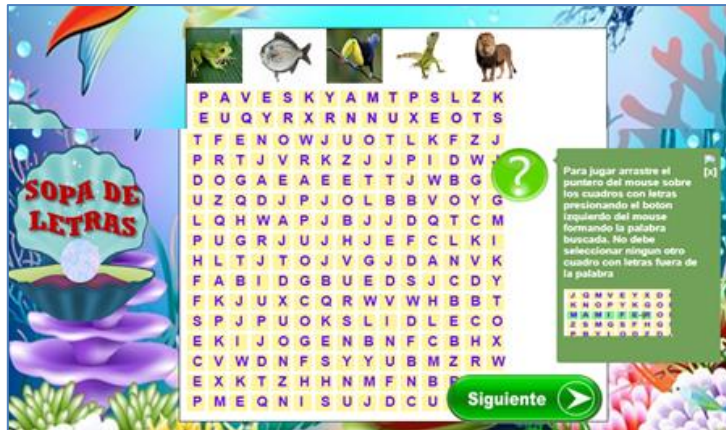 P A V E S K Y A M T P S L Z K
E U Q Y R X R N N U X E O T S
T F E N O W J U O T L K F Z J
P R T J V R K Z J J P I D W
D O G A E A E E T T J W B G
U Z Q D J P J O L B B V O Y G
L Q H W A P J B J J D Q T C M
P U G R J U J H J E F C L K I
H L T J T O J V G J D A N V K
F A B I D G B U E D S J C D Y
F K J U X C Q R W V W H B B T
S P J P U O K S L I D L E C O
E K I J O G E N B N F C B H X
C V W D N F S Y Y U B M Z R W
E X K T Z H H N M F N B
P M E Q N I S U J D C U
SOPA DE
LETRAS
?
[x]
Para jugar arrastre el
puntero del mouse sobre
los cuadros con letras
presionando el boton
izquierdo del mouse
formando la palabra
buscada. No debe
seleccionar ningun otro
cuadro con letras fuera de
la palabra
J Q M V E Y X D
K N O P Y K G D
M A M I F E R O
Z S M G S F H G
Siguiente